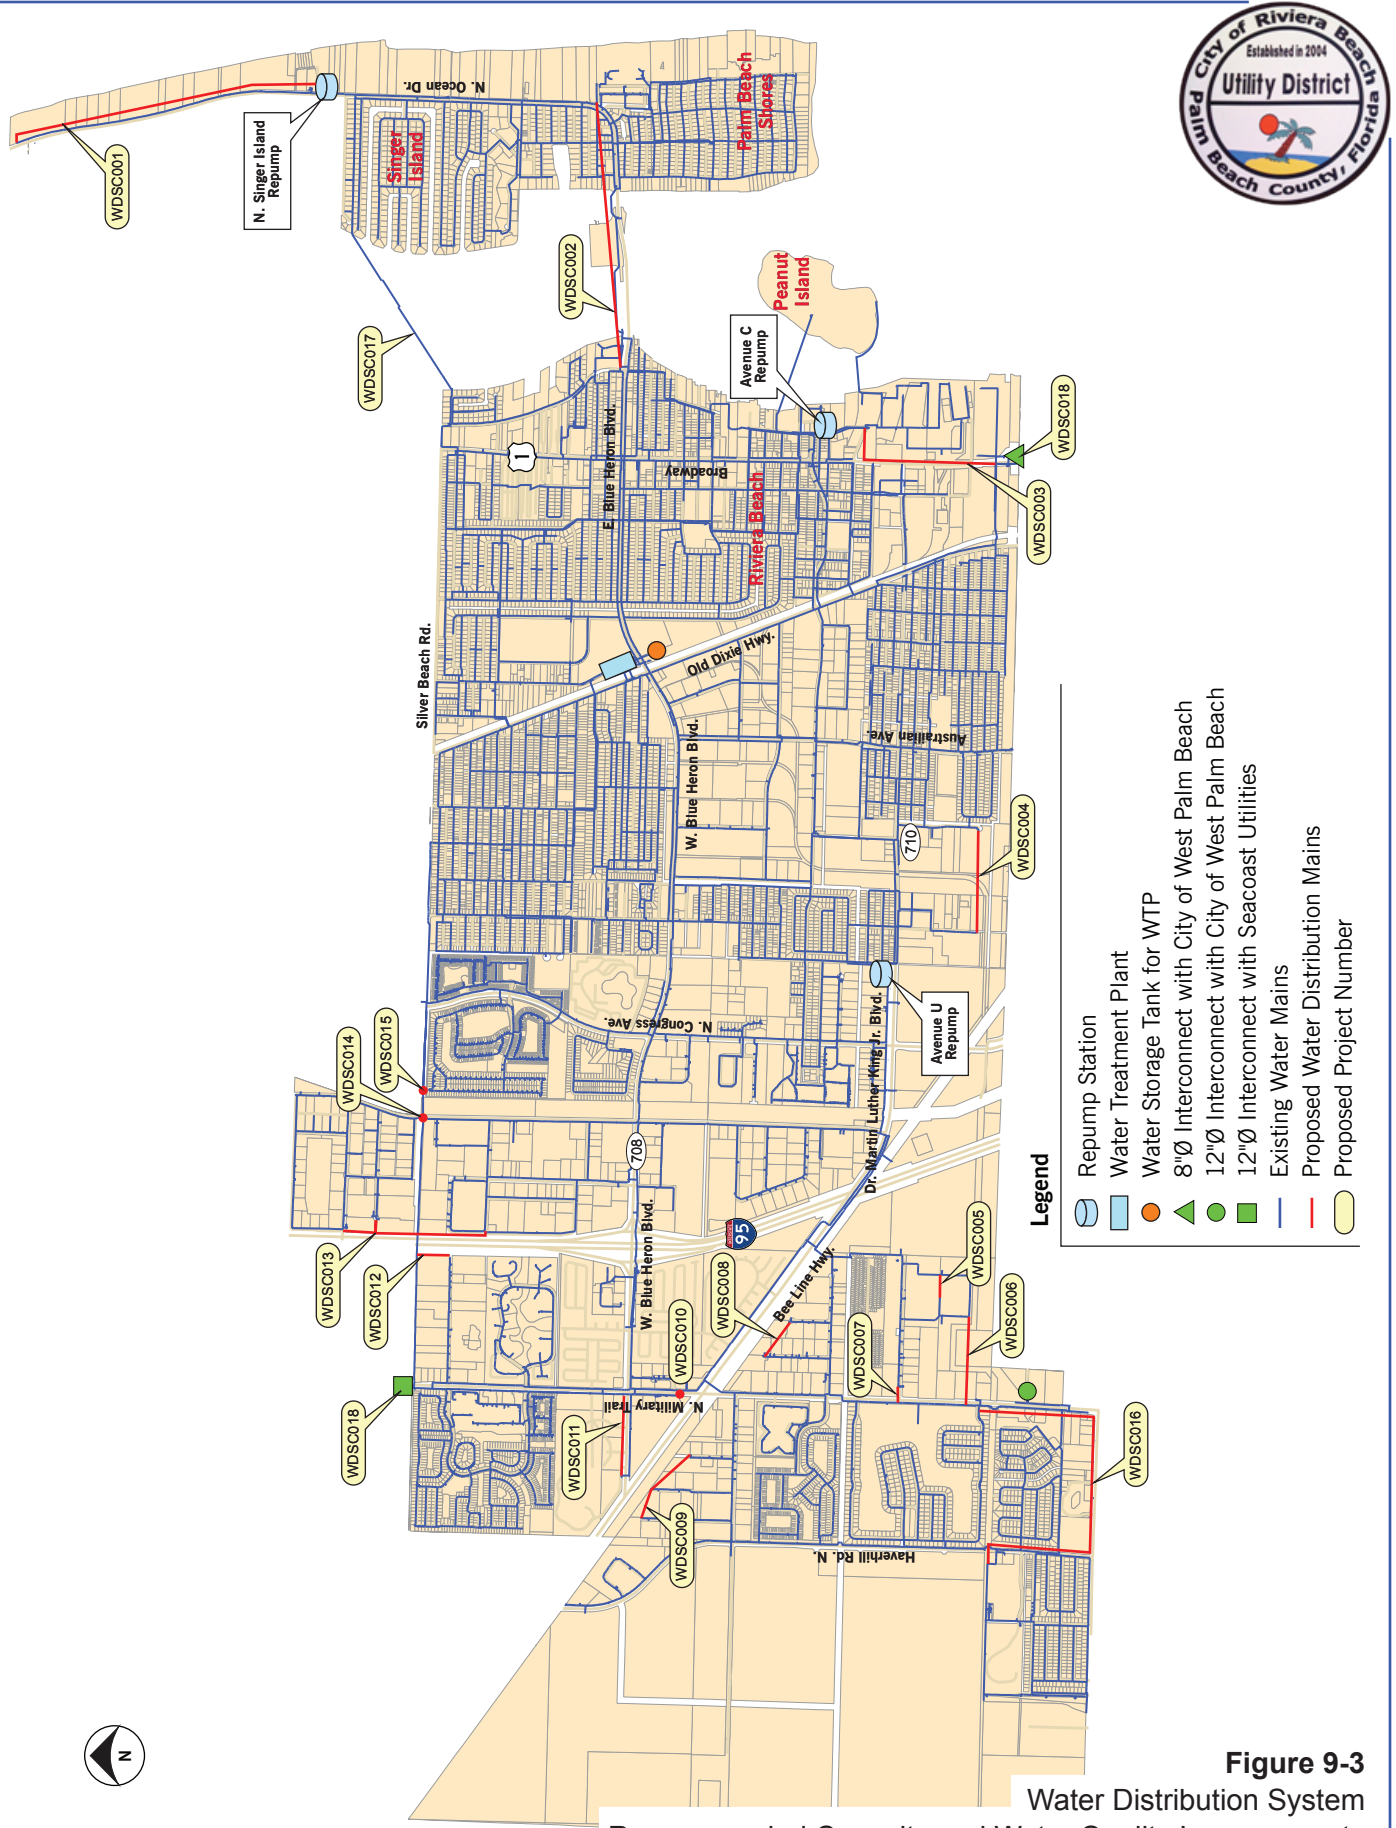 City of Riviera Beach
Established in 2004
Utility District
Palm Beach County, Florida
WDSC001
N. Singer Island
Repump
N. Ocean Dr.
Singer
Island
Palm Beach
Shores
WDSC002
WDSC017
Peanut
Island
Avenue C
Repump
WDSC018
WDSC003
1
E. Blue Heron Blvd.
Broadway
Riviera Beach
Silver Beach Rd.
Old Dixie Hwy.
W. Blue Heron Blvd.
Austrailian Ave.
710
WDSC004
WDSC014
WDSC015
N. Congress Ave.
Dr. Martin Luther King Jr. Blvd.
Avenue U
Repump
708
W. Blue Heron Blvd.
95
WDSC013
WDSC012
WDSC010
WDSC008
Bee Line Hwy.
WDSC007
WDSC005
WDSC006
WDSC018
WDSC011
N. Military Trail
WDSC009
Haverhill Rd. N.
WDSC016
Legend
Repump Station
Water Treatment Plant
Water Storage Tank for WTP
8"Ø Interconnect with City of West Palm Beach
12"Ø Interconnect with City of West Palm Beach
12"Ø Interconnect with Seacoast Utilities
Existing Water Mains
Proposed Water Distribution Mains
Proposed Project Number
N
Figure 9-3
Water Distribution System